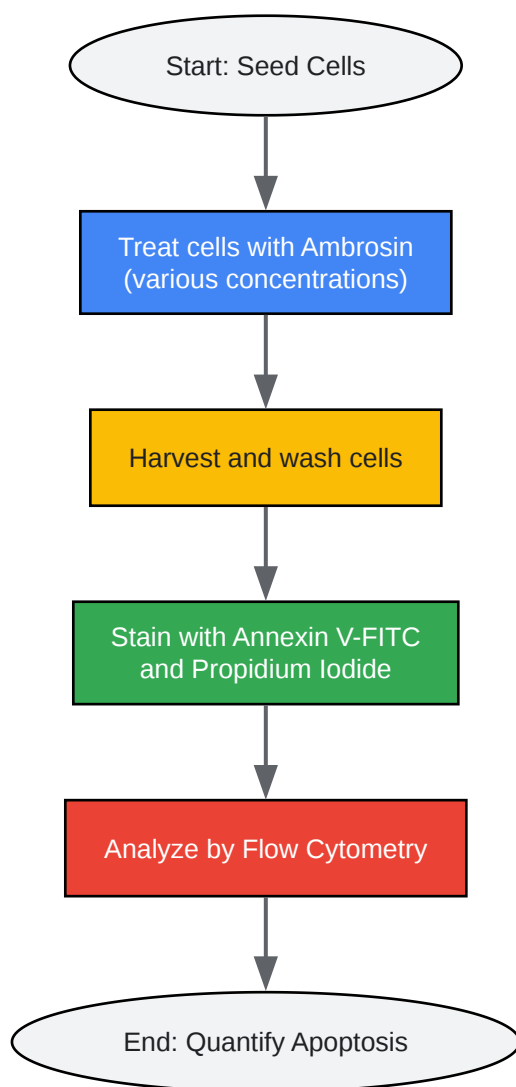 Start: Seed Cells
Treat cells with Ambrosin
(various concentrations)
Harvest and wash cells
Stain with Annexin V-FITC
and Propidium Iodide
Analyze by Flow Cytometry
End: Quantify Apoptosis